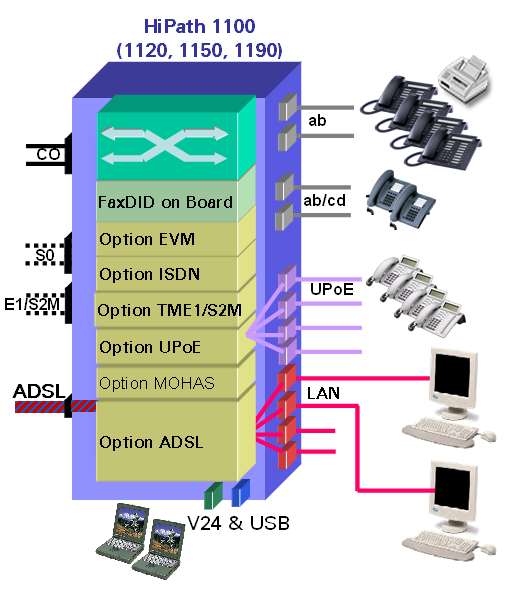 HiPath 1100
(1120, 1150, 1190)
ab
CO
FaxDID on Board
ab/cd
Option EVM
S0
Option ISDN
UPoE
E1/S2M
Option TME1/S2M
Option UPoE
Option MOHAS
ADSL
LAN
Option ADSL
V24 & USB